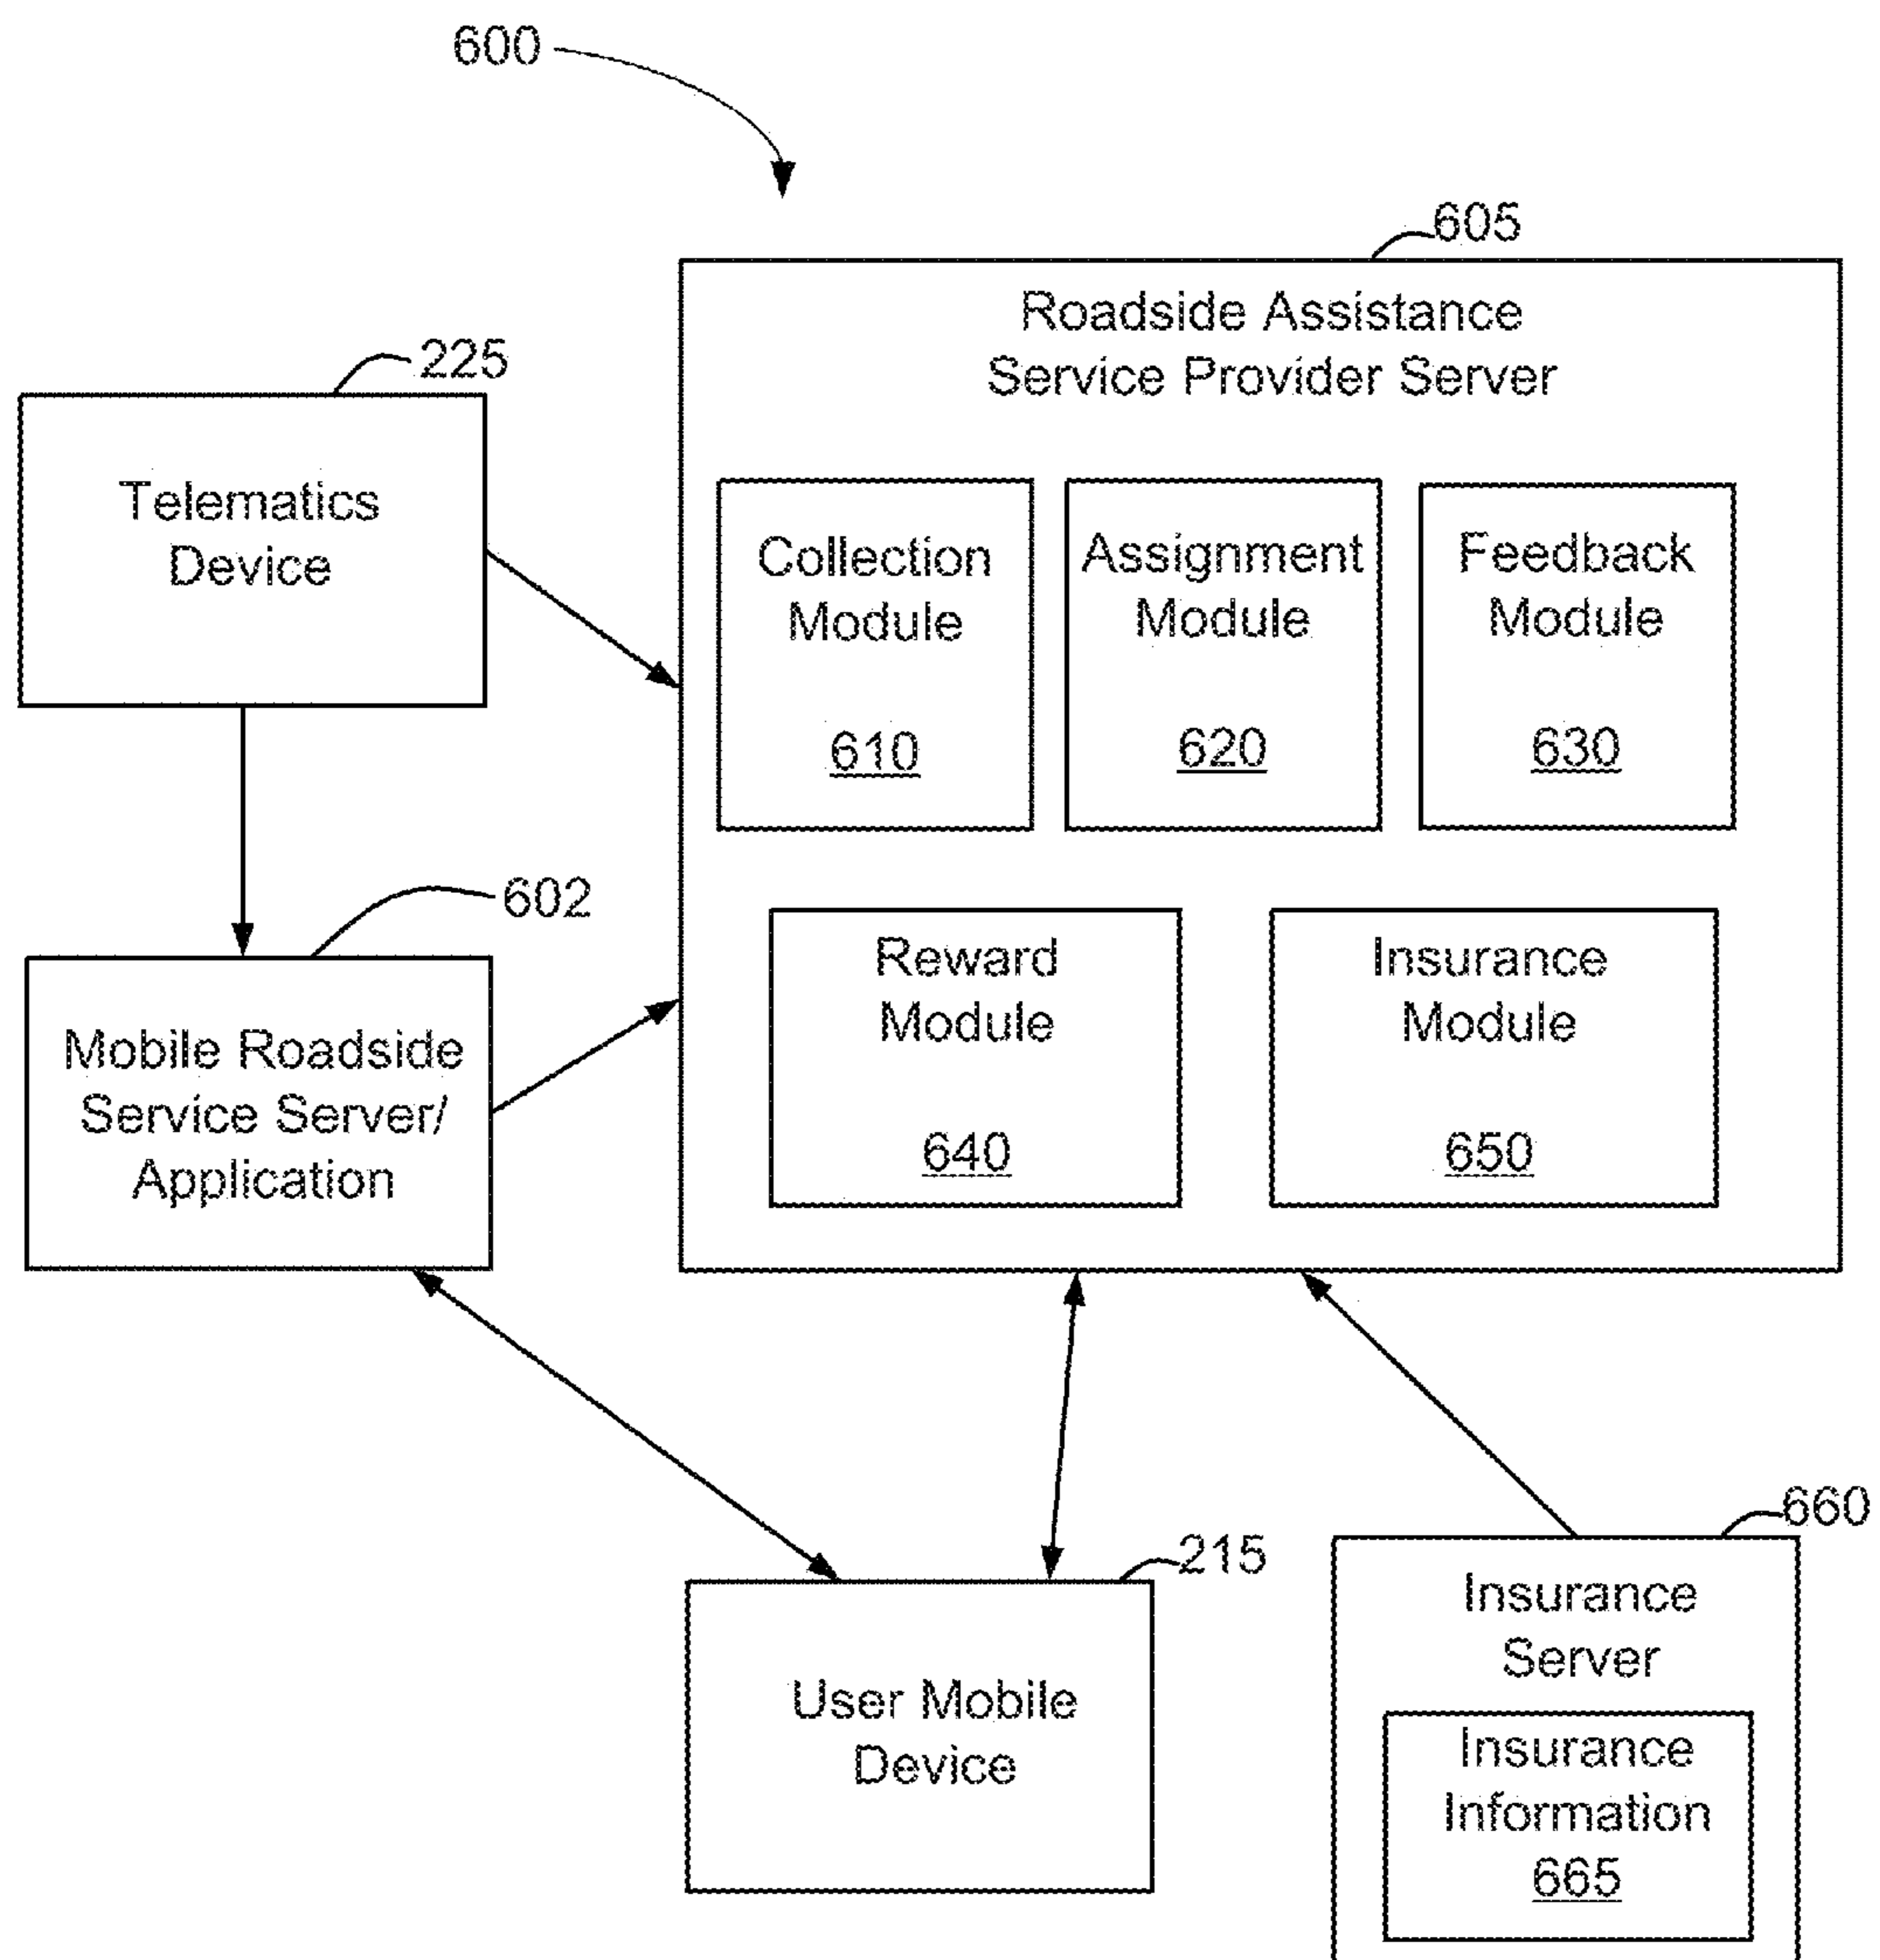 600
605
Roadside Assistance
Service Provider Server
225
Telematics
Device
Collection
Module
610
Assignment
Module
620
Feedback
Module
630
602
Mobile Roadside
Service Server/
Application
Reward
Module
640
Insurance
Module
650
215
User Mobile
Device
660
Insurance
Server
Insurance
Information
665